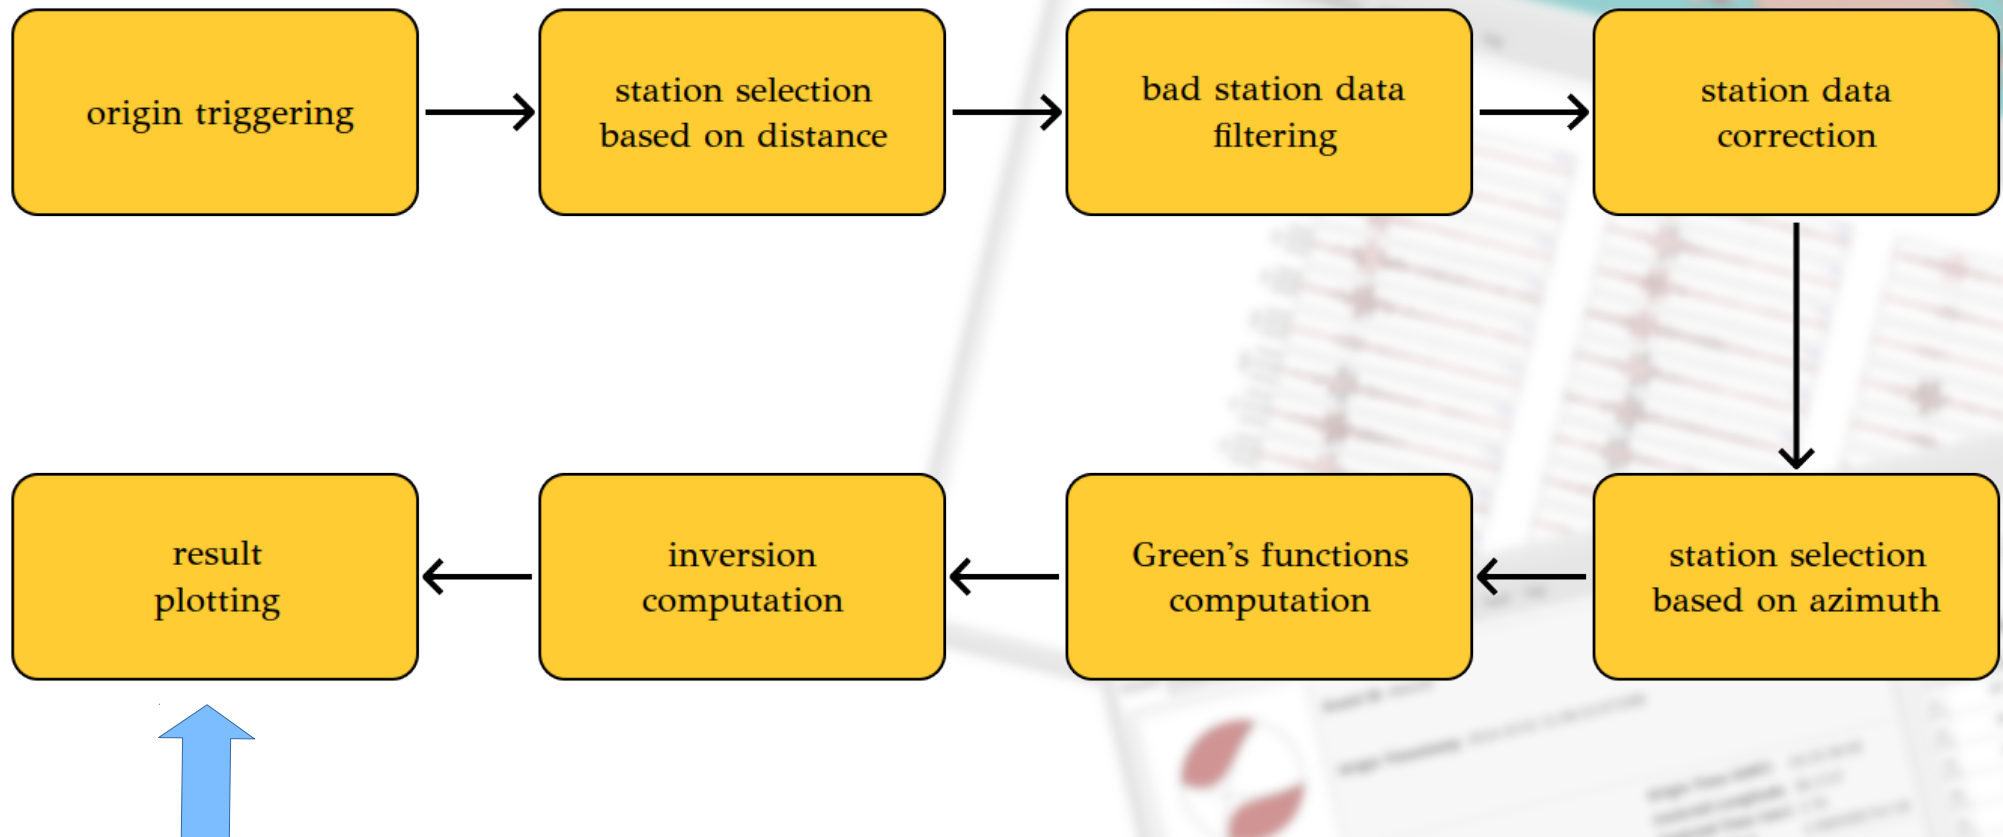 origin triggering
station selection
based on distance
bad station data
filtering
station data
correction
result
plotting
inversion
computation
Green's functions
computation
station selection
based on azimuth